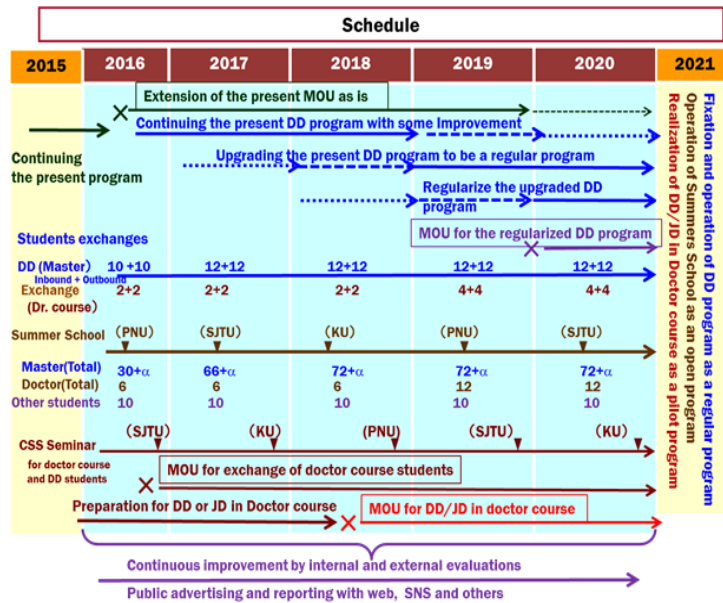 Schedule
2015 2016 2017 2018 2019 2020 2021
Extension of the present MOU as is
Continuing the present DD program with some Improvement
Continuing
the present program
Upgrading the present DD program to be a regular program
Regularize the upgraded DD
program
Students exchanges
MOU for the regularized DD program
DD (Master) 10 +10 12+12 12+12 12+12 12+12
Inbound + Outbound
Exchange 2+2 2+2 2+2 4+4 4+4
(Dr. course)
Summer School (PNU) (SJTU) (KU) (PNU) (SJTU)
Master(Total) 30+α 66+α 72+α 72+α 72+α
Doctor(Total) 6 6 6 12 12
Other students 10 10 10 10 10
(SJTU) (KU) (PNU) (SJTU) (KU)
CSS Seminar
for doctor course
and DD students
MOU for exchange of doctor course students
Preparation for DD or JD in Doctor course
MOU for DD/JD in doctor course
Continuous improvement by internal and external evaluations
Public advertising and reporting with web, SNS and others
Fixation and operation of DD program as a regular program
Operation of Summers School as an open program
Realization of DD/JD in Doctor course as a pilot program